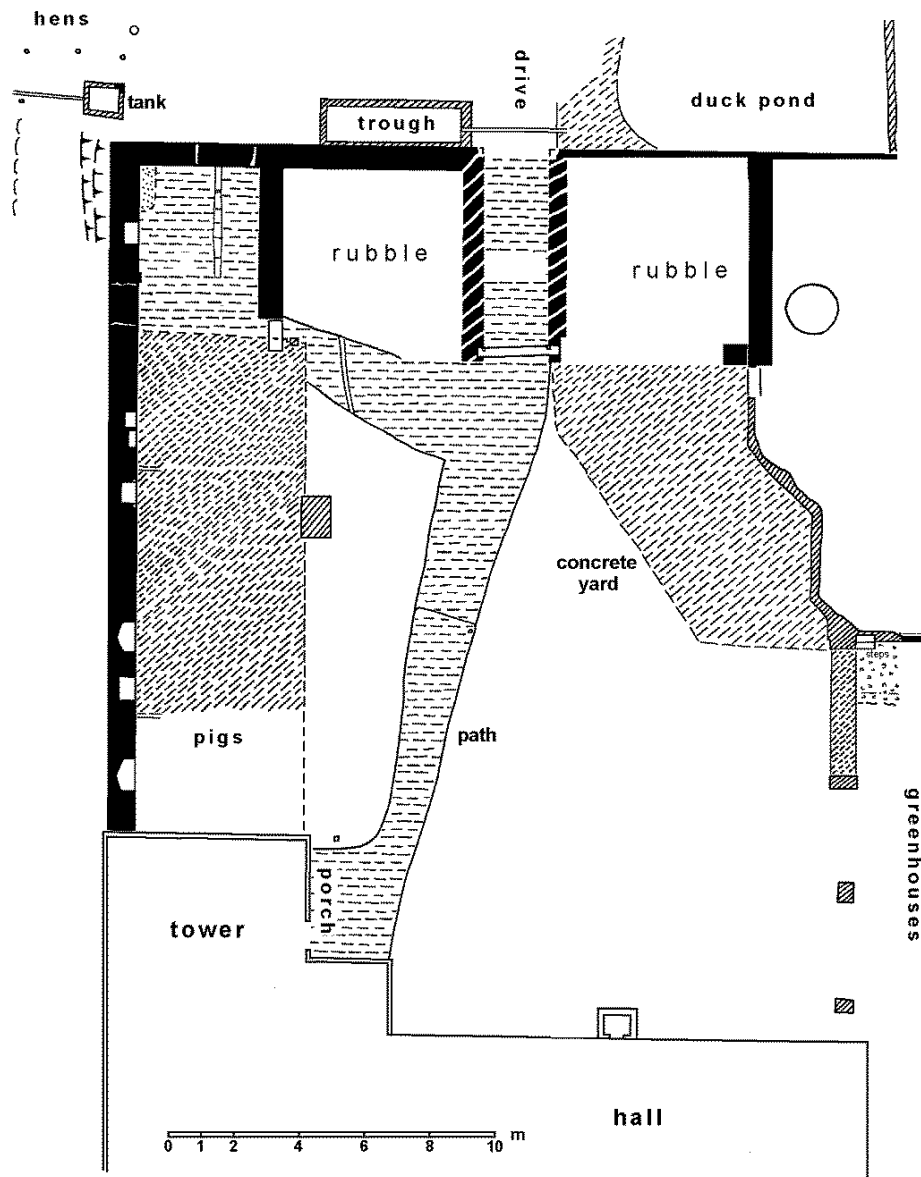 hens
drive
tank
trough
duck pond
rubble
rubble
concrete
yard
steps
pigs
path
greenhouses
porch
tower
hall
0 1 2 4 6 8 10 m